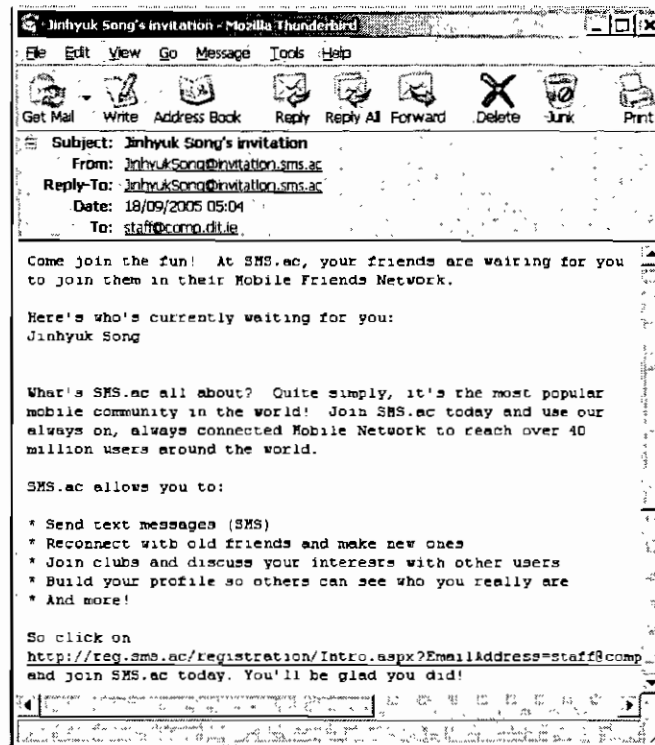 Jinhyuk Song's invitation - Mozilla Thunderbird
File Edit View Go Message Tools Help
Get Mail Write Address Book Reply Reply All Forward Delete Junk Print
Subject: Jinhyuk Song's invitation
From: JinhyukSong@invitation.sms.ac
Reply-To: JinhyukSong@invitation.sms.ac
Date: 18/09/2005 05:04
To: staff@comp.dit.ie
Come join the fun! At SMS.ac, your friends are waiting for you
to join them in their Mobile Friends Network.
Here's who's currently waiting for you:
Jinhyuk Song
What's SMS.ac all about? Quite simply, it's the most popular
mobile community in the world! Join SMS.ac today and use our
always on, always connected Mobile Network to reach over 40
million users around the world.
SMS.ac allows you to:
* Send text messages (SMS)
* Reconnect with old friends and make new ones
* Join clubs and discuss your interests with other users
* Build your profile so others can see who you really are
* And more!
So click on
http://reg.sms.ac/registration/Intro.aspx?EmailAddress=staff@comp
and join SMS.ac today. You'll be glad you did!